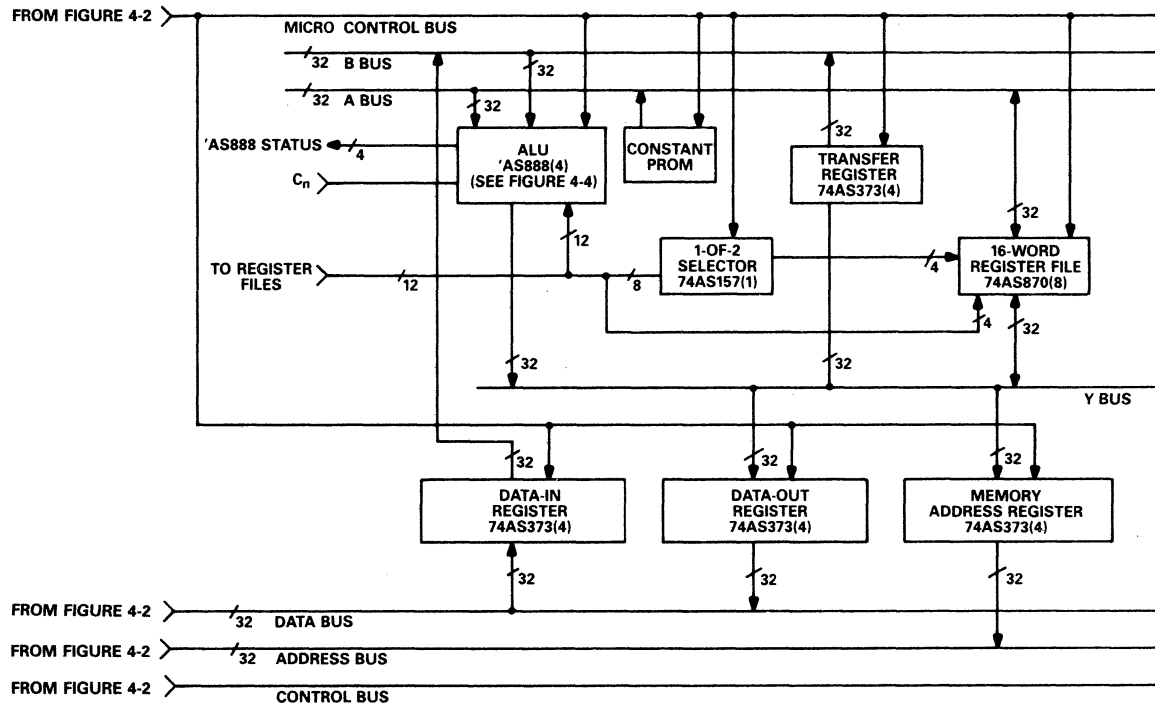 FROM FIGURE 4-2
MICRO CONTROL BUS
32 B BUS
32
32 A BUS
32
'AS888 STATUS
4
Cn
ALU
'AS888(4)
(SEE FIGURE 4-4)
CONSTANT
PROM
32
TRANSFER
REGISTER
74AS373(4)
32
12
TO REGISTER
FILES
12
8
1-OF-2
SELECTOR
74AS157(1)
4
16-WORD
REGISTER FILE
74AS870(8)
4
32
32
32
Y BUS
32
32
32
DATA-IN
REGISTER
74AS373(4)
DATA-OUT
REGISTER
74AS373(4)
MEMORY
ADDRESS REGISTER
74AS373(4)
32
32
32
FROM FIGURE 4-2
32 DATA BUS
FROM FIGURE 4-2
32 ADDRESS BUS
FROM FIGURE 4-2
CONTROL BUS